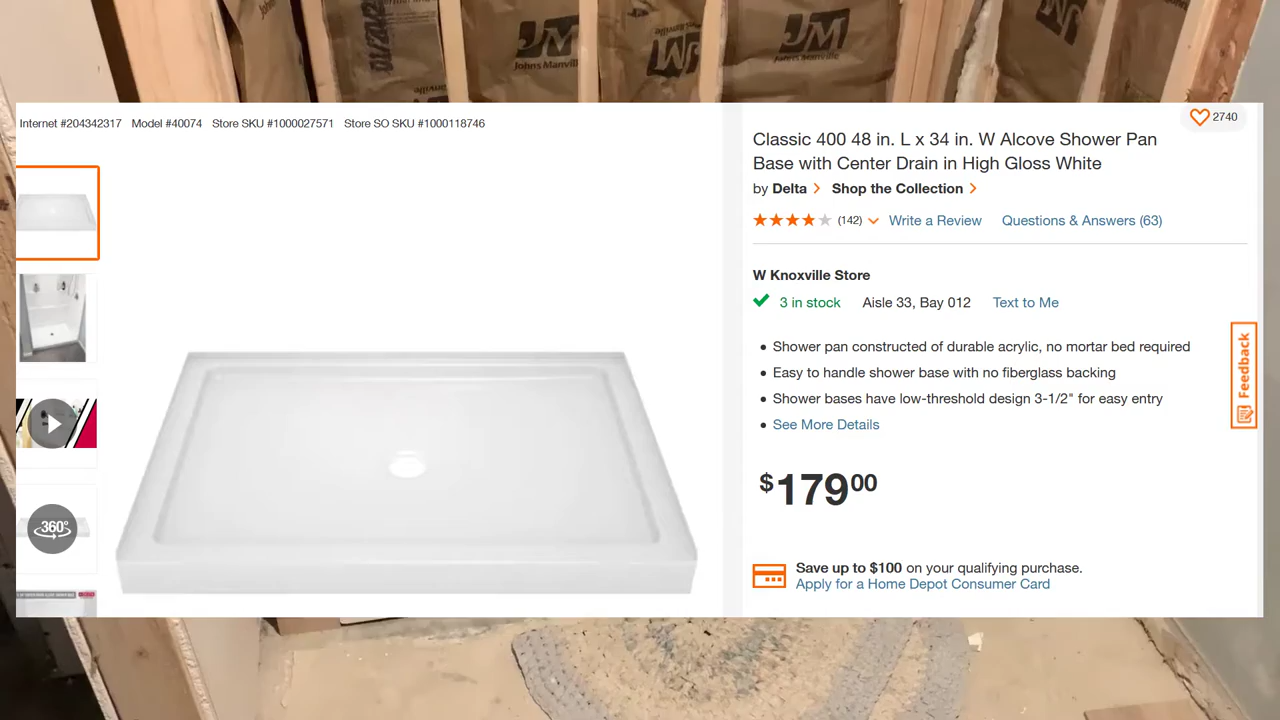 JM
Johns Manville
JM
Johns Manville
Internet #204342317 Model #40074 Store SKU #1000027571 Store SO SKU #1000118746
2740
Classic 400 48 in. L x 34 in. W Alcove Shower Pan
Base with Center Drain in High Gloss White
by Delta Shop the Collection
(142) Write a Review Questions & Answers (63)
W Knoxville Store
3 in stock Aisle 33, Bay 012 Text to Me
Shower pan constructed of durable acrylic, no mortar bed required
Easy to handle shower base with no fiberglass backing
Shower bases have low-threshold design 3-1/2" for easy entry
See More Details
Feedback
$17900
360°
Save up to $100 on your qualifying purchase.
Apply for a Home Depot Consumer Card